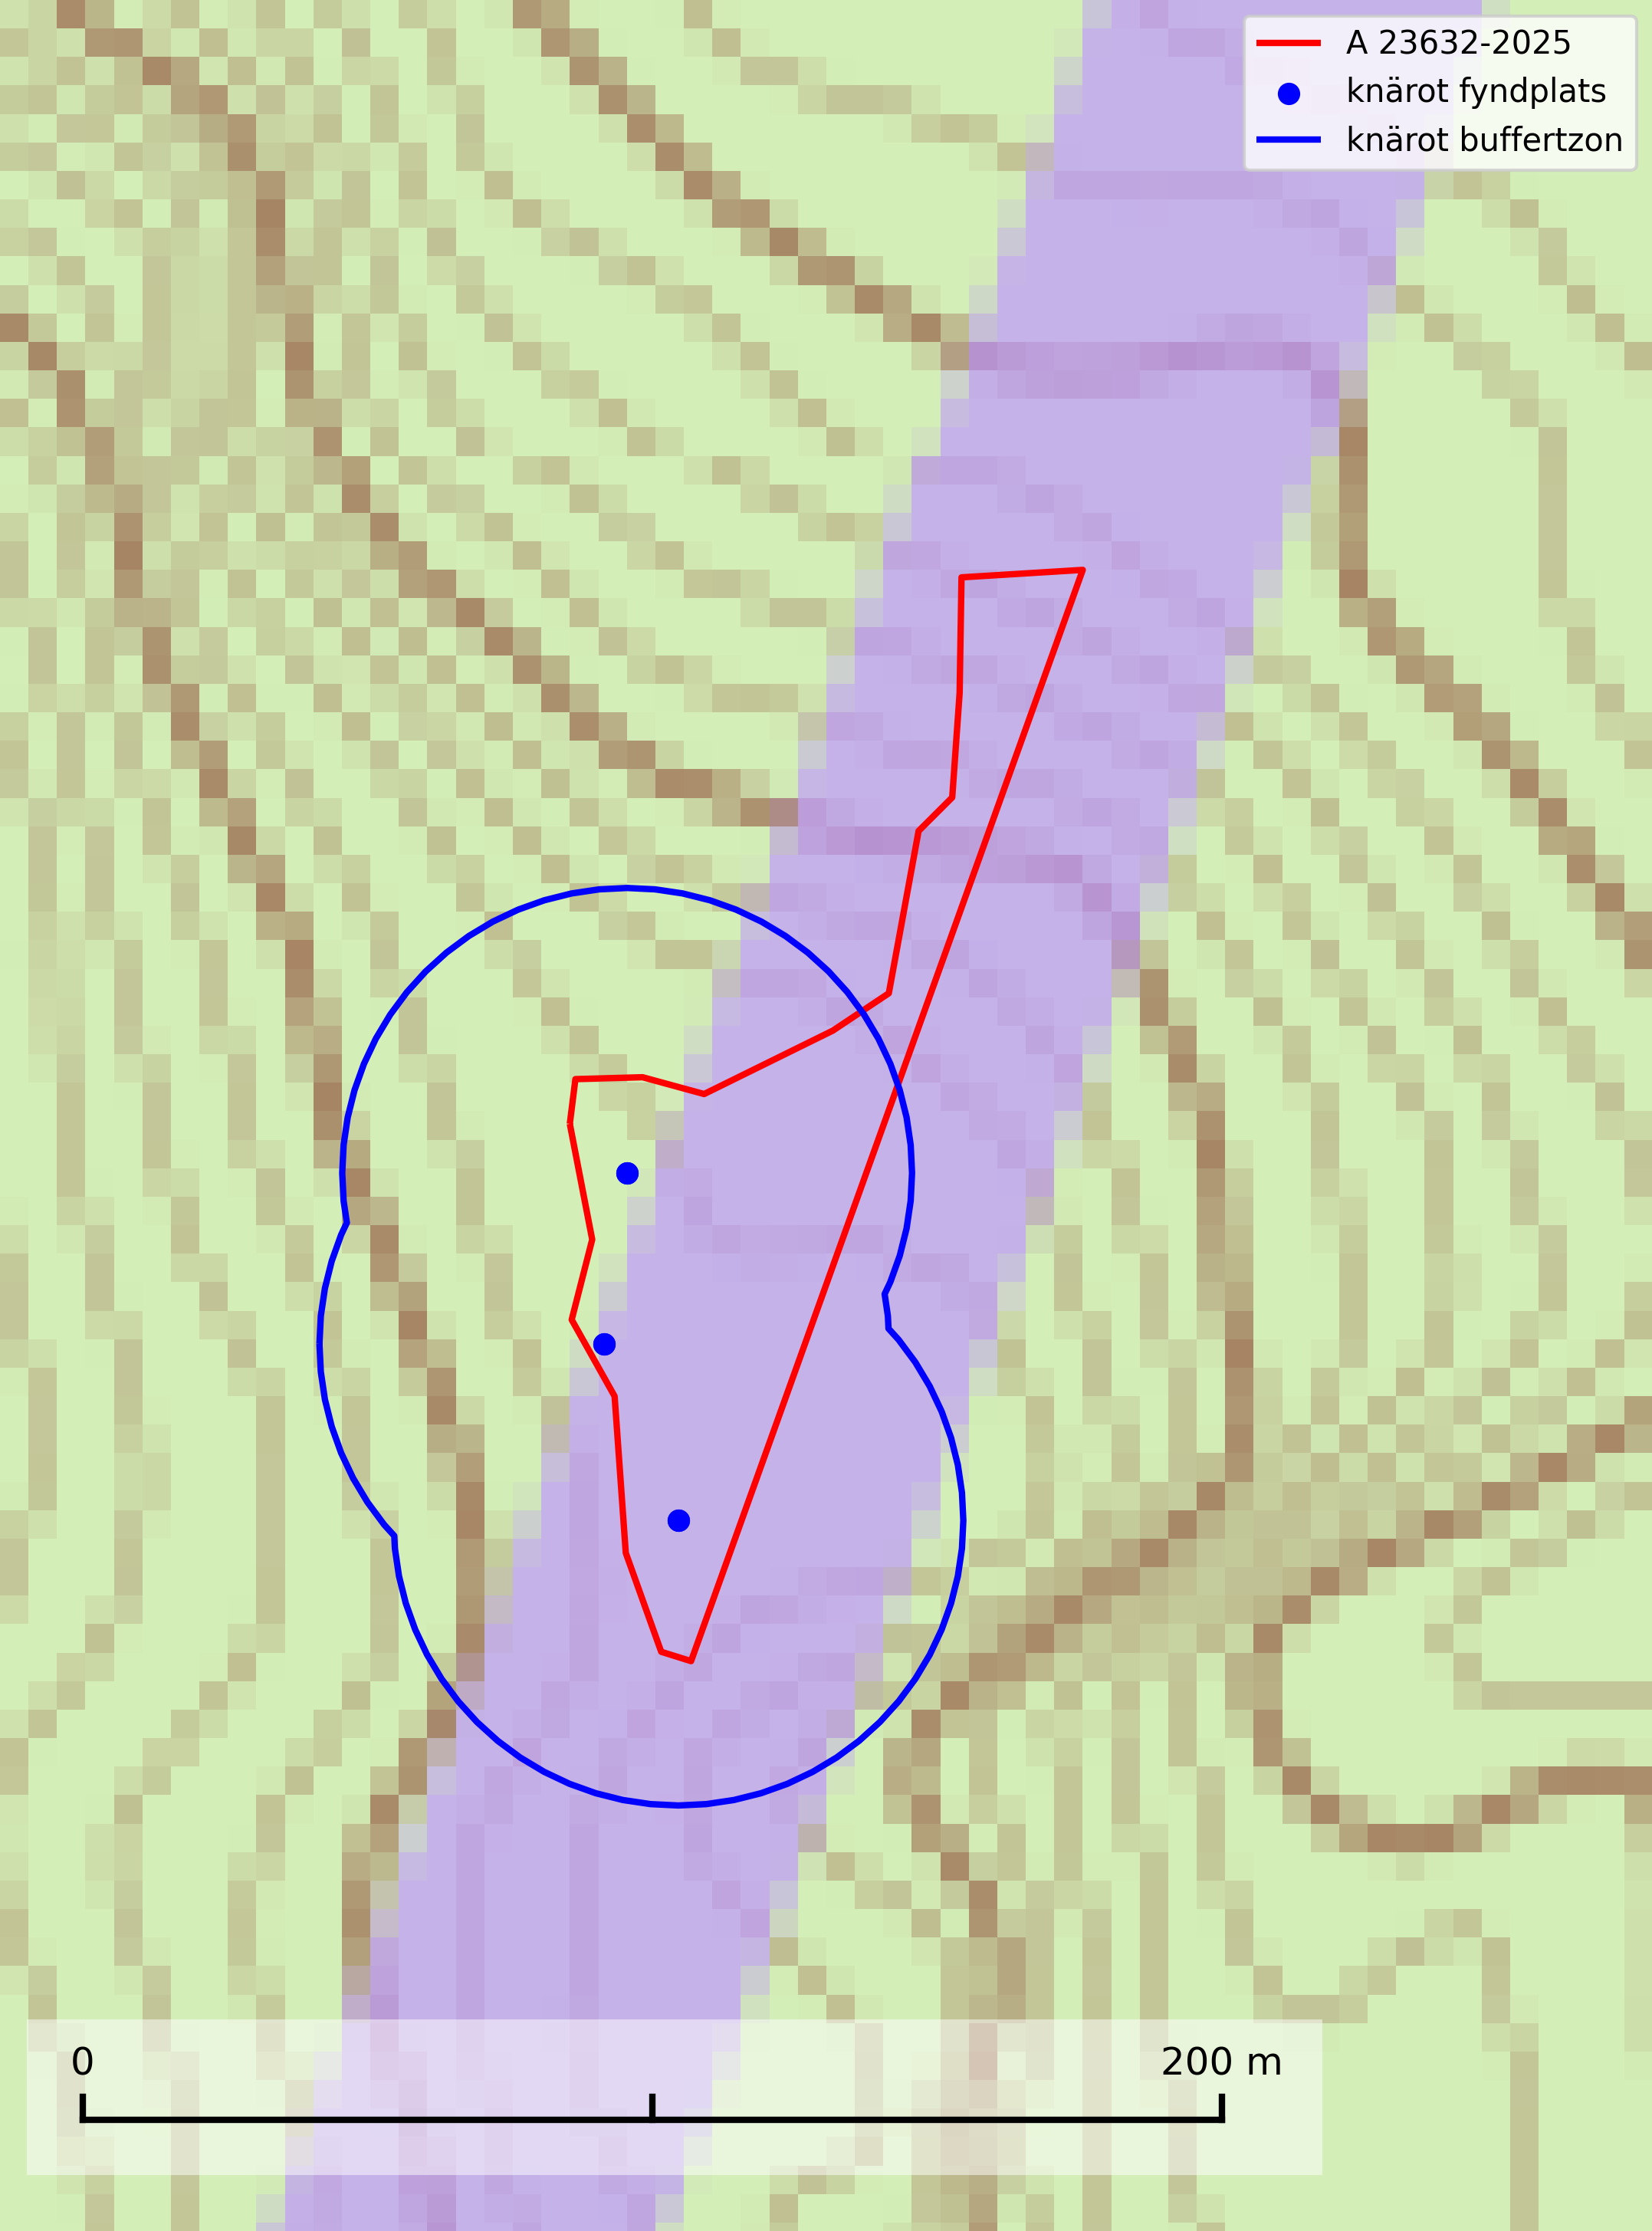 A 23632-2025
knärot fyndplats
knärot buffertzon
0 200 m